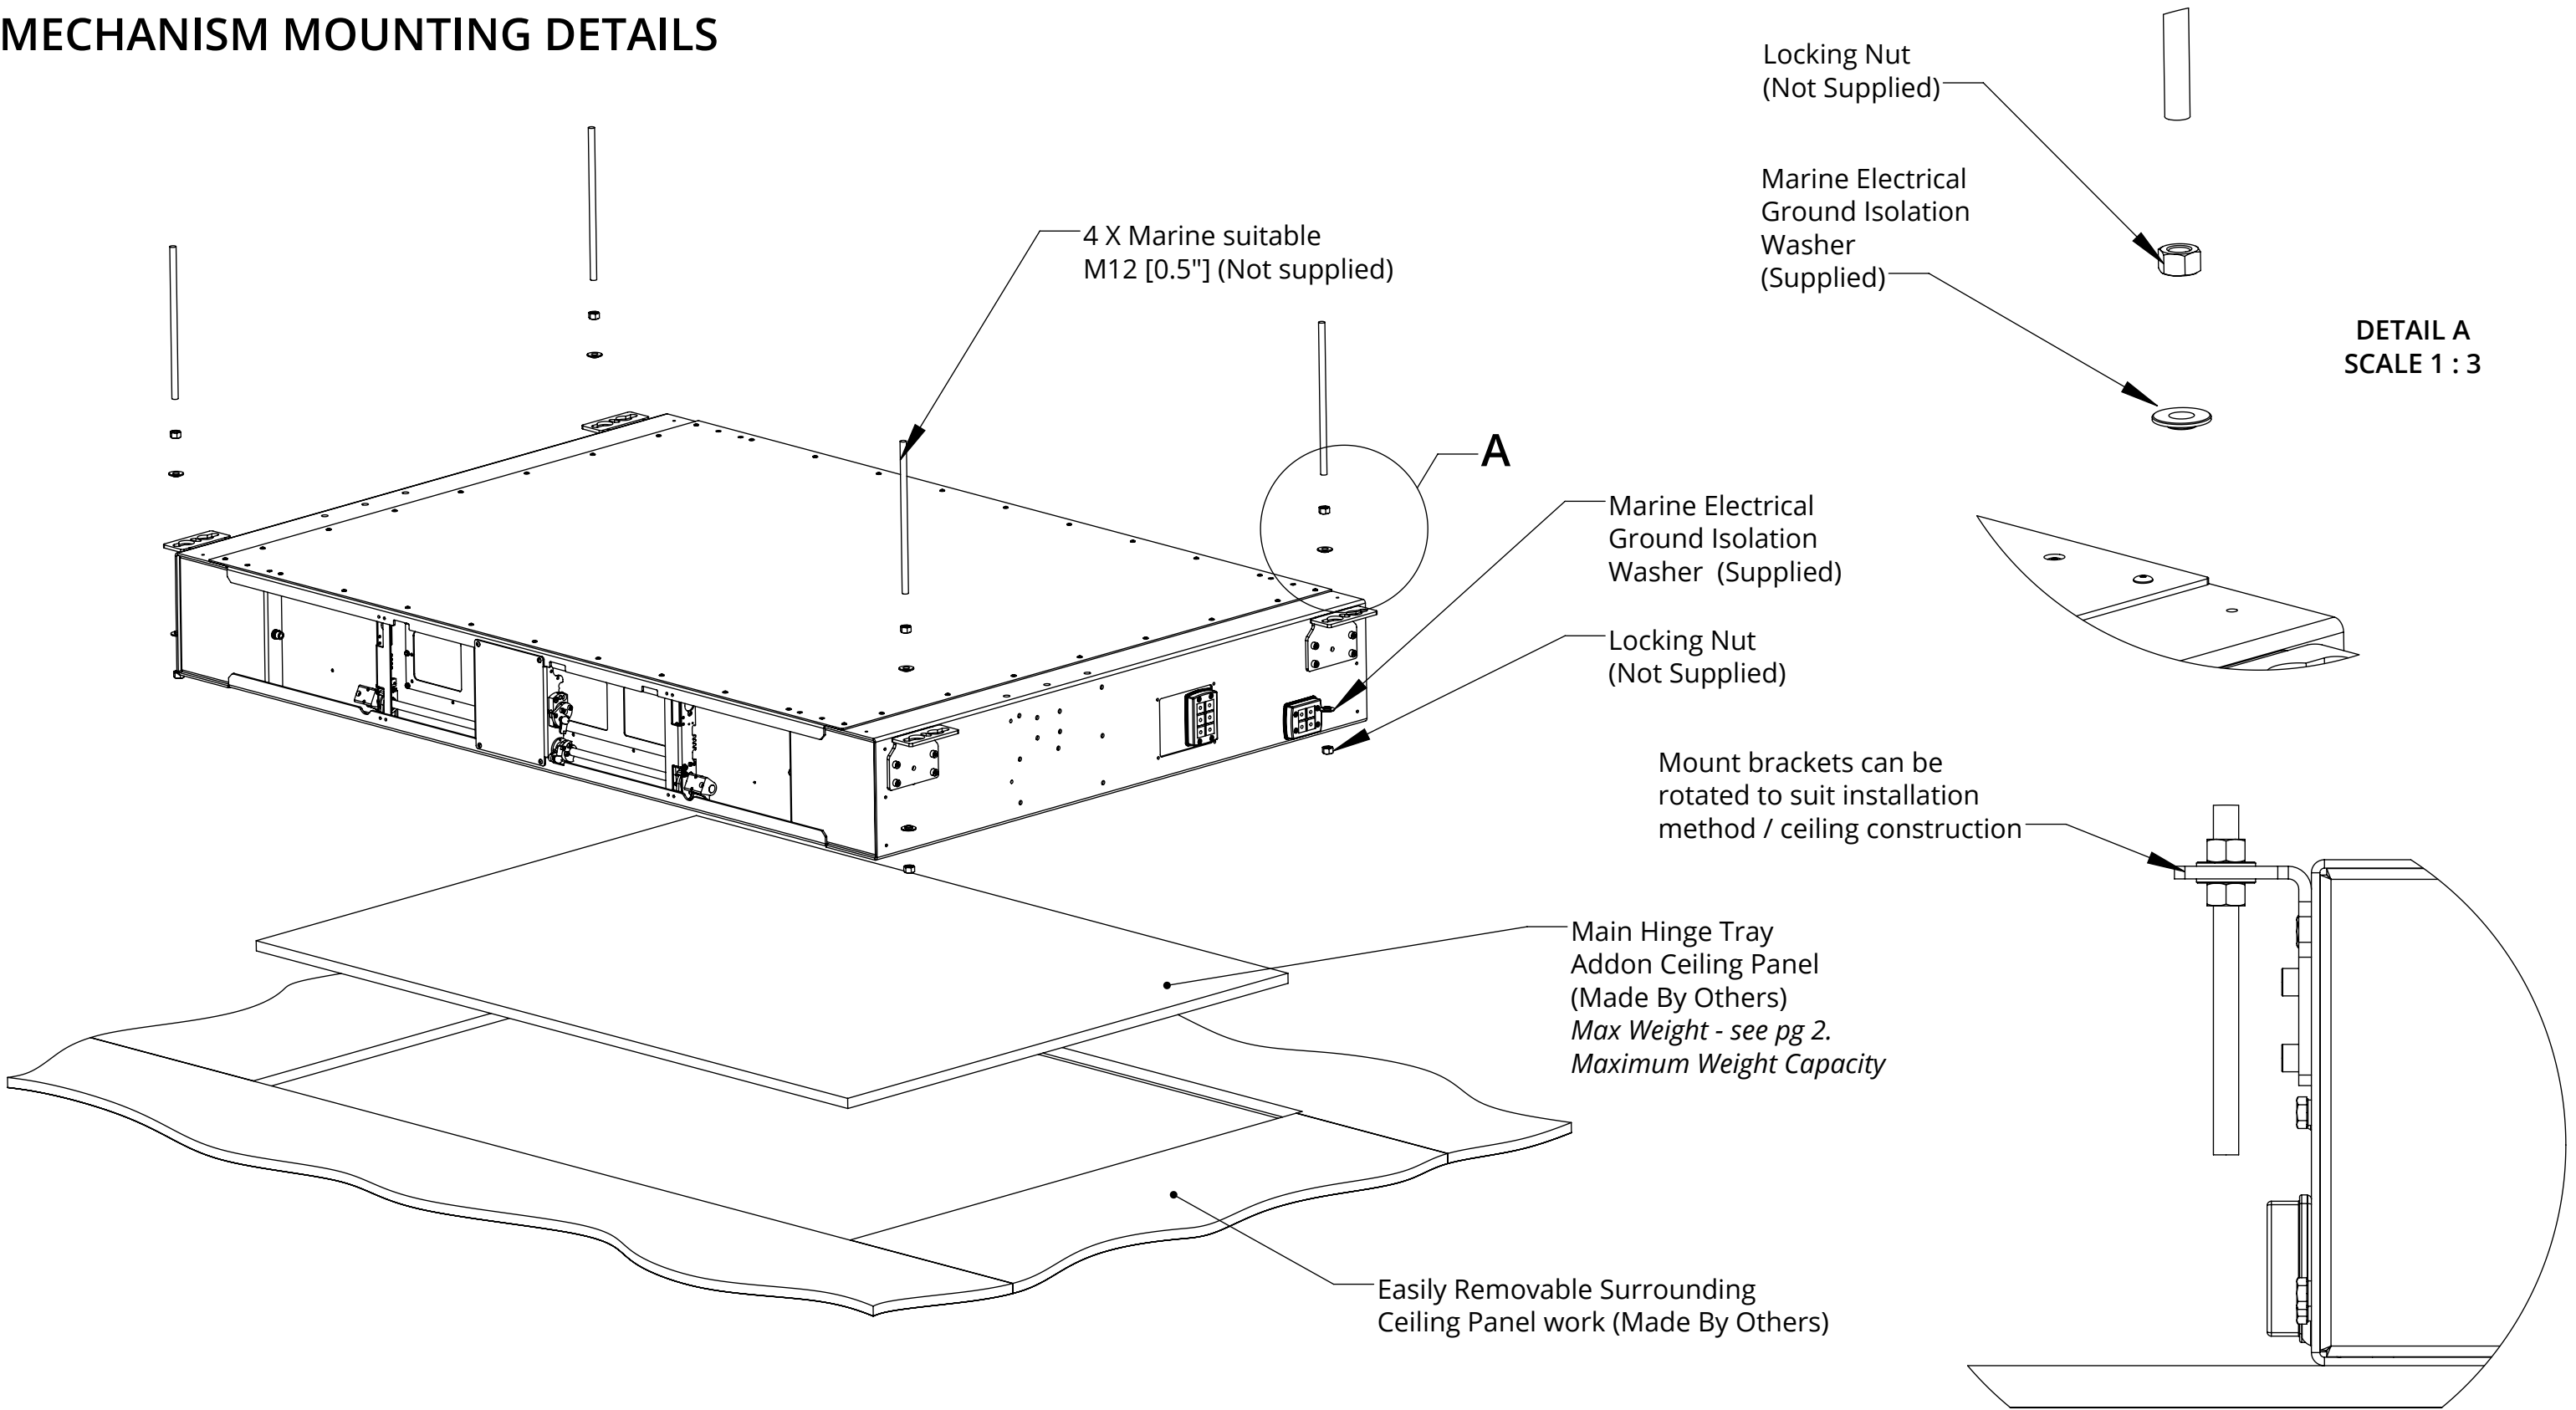 MECHANISM MOUNTING DETAILS
Locking Nut
(Not Supplied)
Marine Electrical
Ground Isolation
Washer
(Supplied)
4 X Marine suitable
M12 [0.5"] (Not supplied)
DETAIL A
SCALE 1 : 3
A
Marine Electrical
Ground Isolation
Washer (Supplied)
Locking Nut
(Not Supplied)
Mount brackets can be
rotated to suit installation
method / ceiling construction
Main Hinge Tray
Addon Ceiling Panel
(Made By Others)
Max Weight - see pg 2.
Maximum Weight Capacity
Easily Removable Surrounding
Ceiling Panel work (Made By Others)